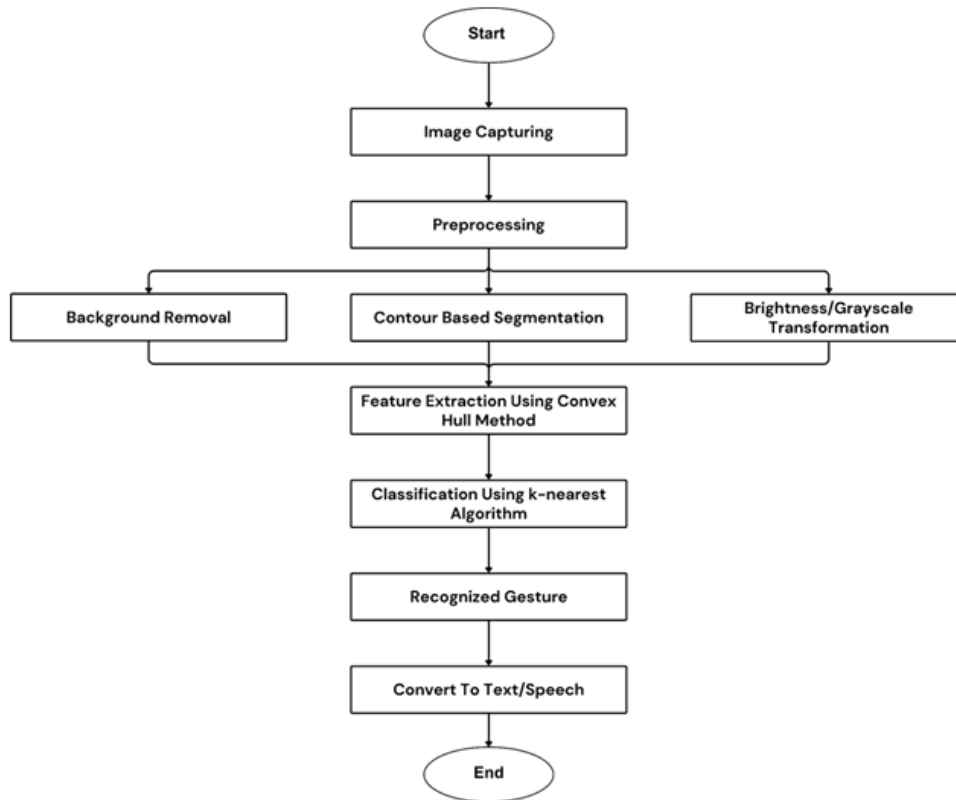 Start
Image Capturing
Preprocessing
Background Removal
Contour Based Segmentation
Brightness/Grayscale
Transformation
Feature Extraction Using Convex
Hull Method
Classification Using k-nearest
Algorithm
Recognized Gesture
Convert To Text/Speech
End